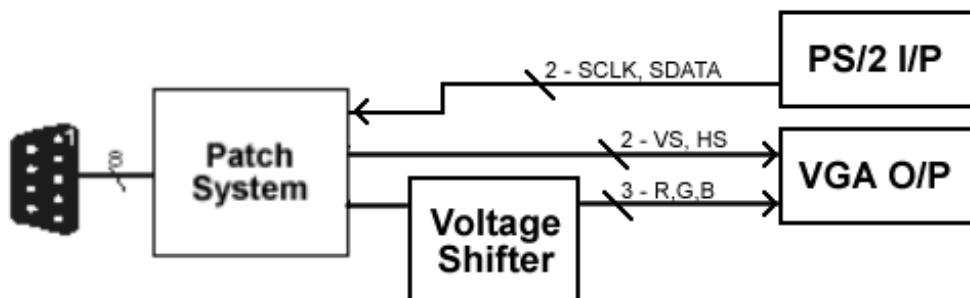 2 - SCLK, SDATA
PS/2 I/P
1
8
Patch
System
2 - VS, HS
VGA O/P
3 - R,G,B
Voltage
Shifter